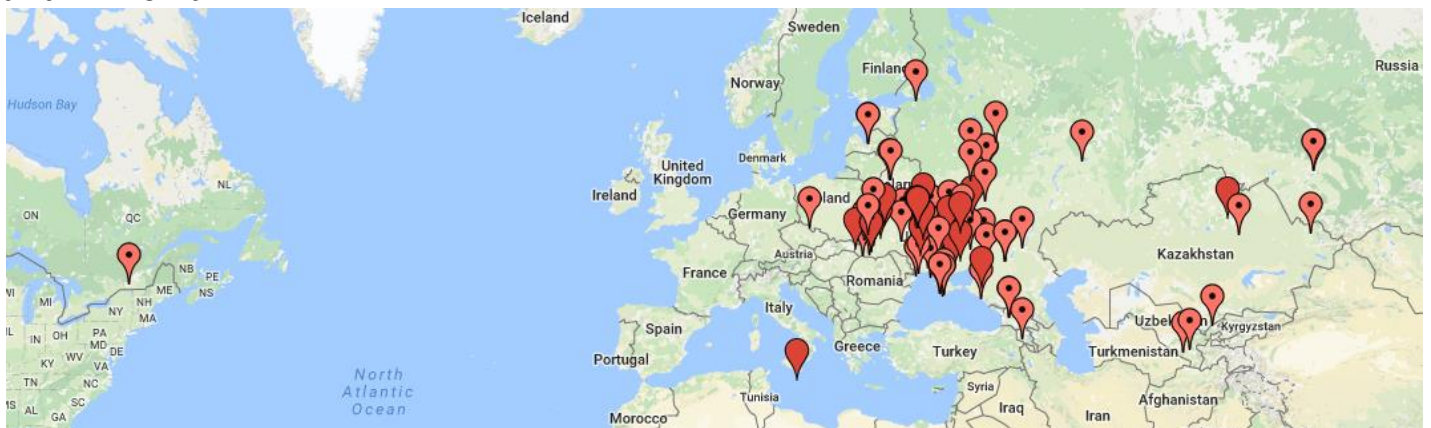 Iceland
Sweden
Finland
Norway
Russia
Hudson Bay
Denmark
United
Kingdom
Ireland
NL
Germany
ON
QC
Austria
Kazakhstan
NB
PE
ME
NS
France
Romania
MI
NH
NY
MA
Italy
OH
IN
PA
MD
DE
Spain
Kyrgyzstan
WV
KY
VA
Greece
Turkey
Turkmenistan
Portugal
North
Atlantic
Ocean
TN
NC
Syria
Tunisia
Afghanistan
SC
AL
GA
Iraq
Iran
Morocco